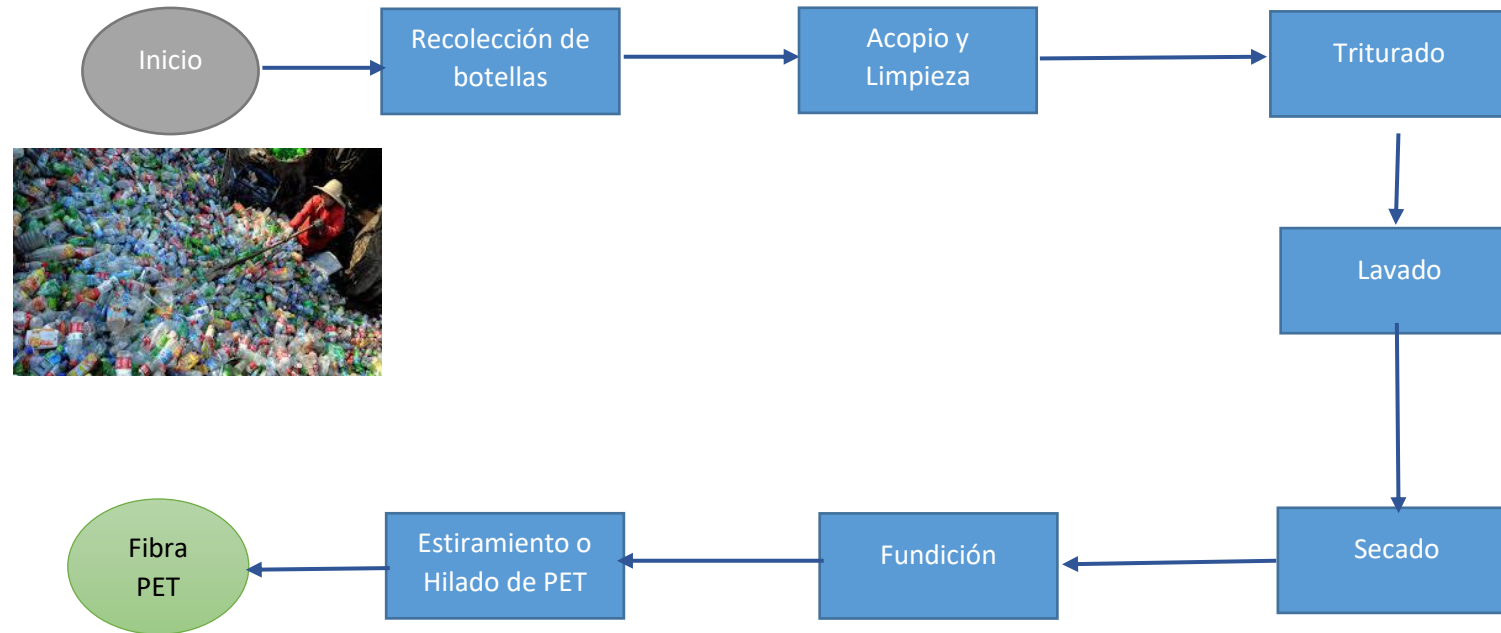 Inicio
Recolección de
botellas
Acopio y
Limpieza
Triturado
Lavado
Secado
Fundición
Estiramiento o
Hilado de PET
Fibra
PET